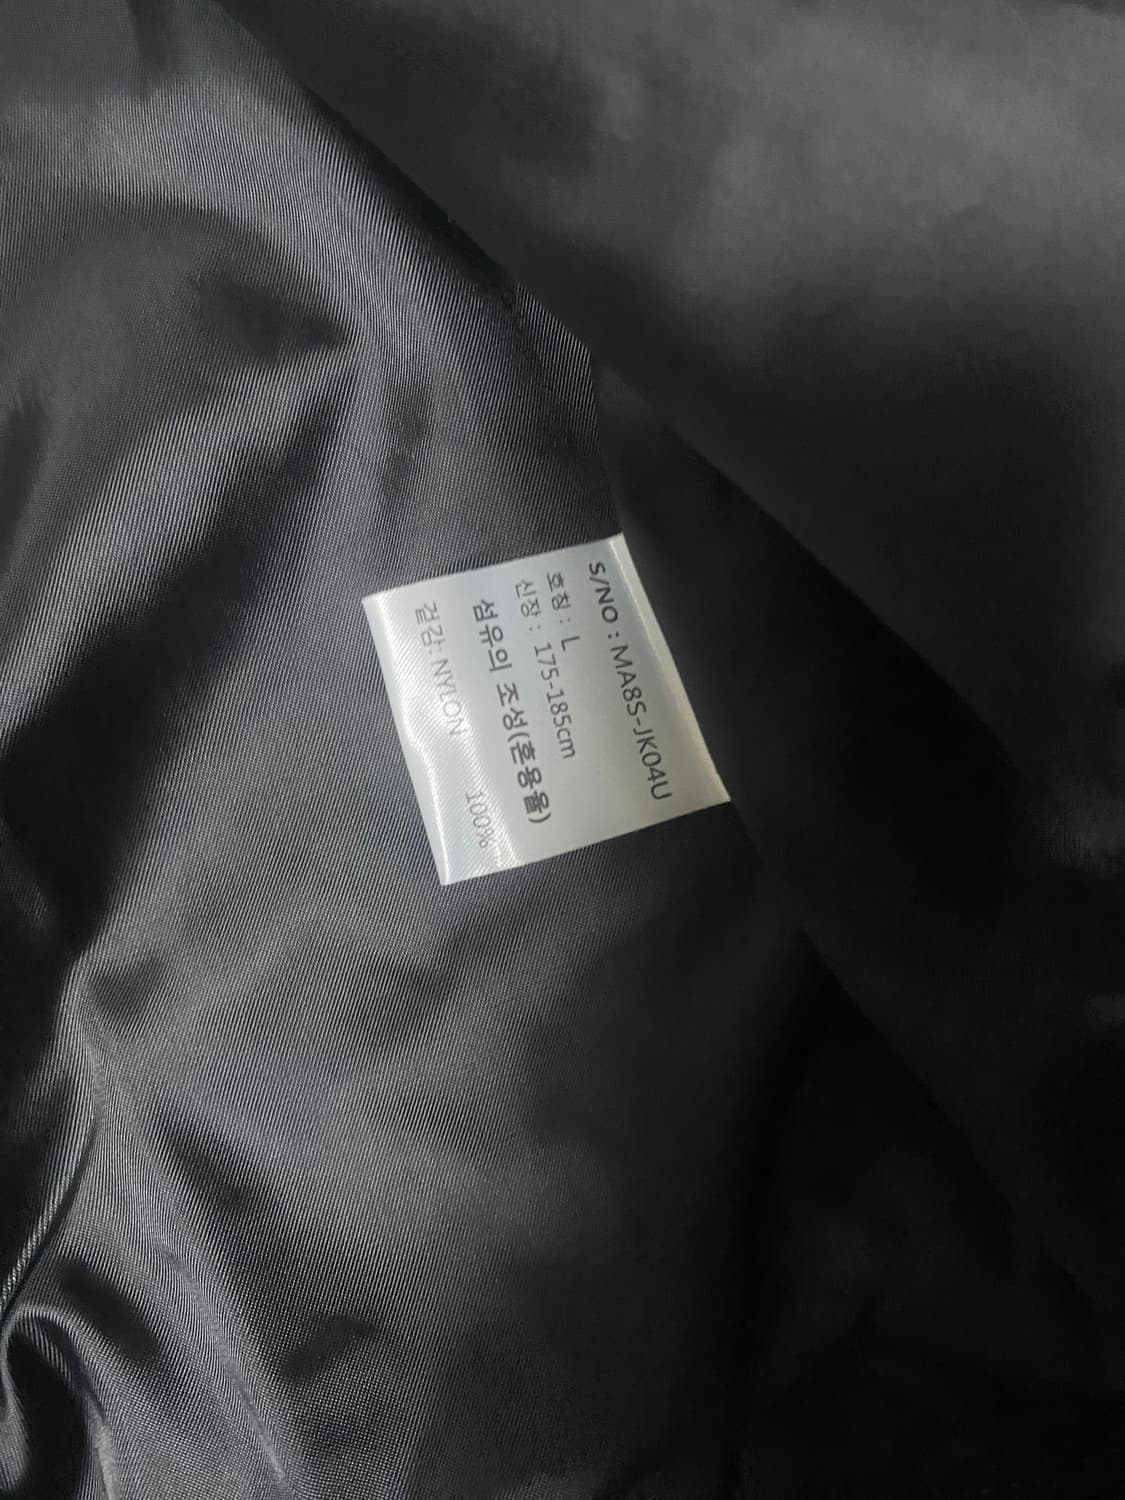 S/NO : MA8S-JK04U
호칭 : L
신장 : 175-185cm
섬유의 조성(혼용율)
겉감: NYLON 100%